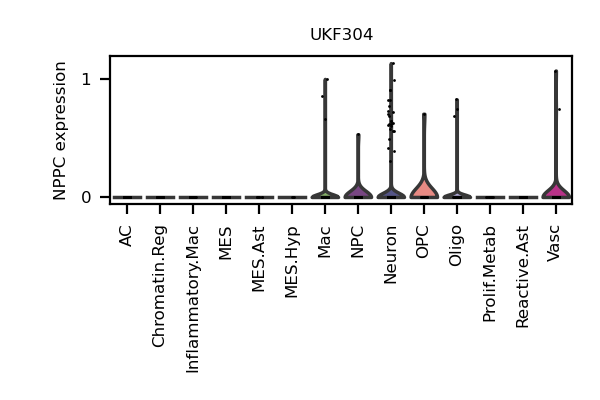 UKF304
NPPC expression
1
0
AC
Chromatin.Reg
Inflammatory.Mac
MES
MES.Ast
MES.Hyp
Mac
NPC
Neuron
OPC
Oligo
Prolif.Metab
Reactive.Ast
Vasc